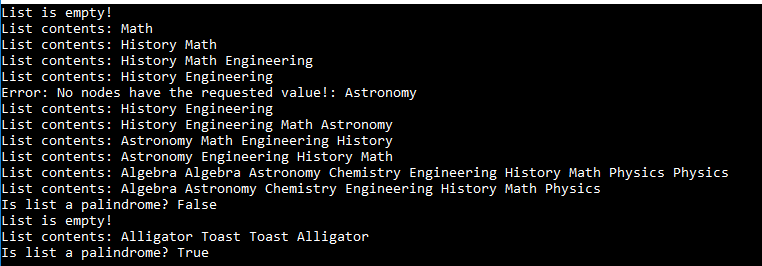 List is empty!
List contents: Math
List contents: History Math
List contents: History Math Engineering
List contents: History Engineering
Error: No nodes have the requested value!: Astronomy
List contents: History Engineering
List contents: History Engineering Math Astronomy
List contents: Astronomy Math Engineering History
List contents: Astronomy Engineering History Math
List contents: Algebra Algebra Astronomy Chemistry Engineering History Math Physics Physics
List contents: Algebra Astronomy Chemistry Engineering History Math Physics
Is list a palindrome? False
List is empty!
List contents: Alligator Toast Toast Alligator
Is list a palindrome? True